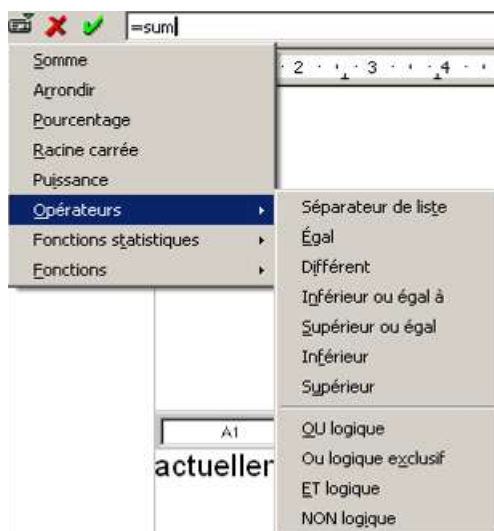 =sum
Somme
Arrondir
Pourcentage
Racine carrée
Puissance
Opérateurs
Fonctions statistiques
Fonctions
2 3 4
Séparateur de liste
Égal
Différent
Inférieur ou égal à
Supérieur ou égal
Inférieur
Supérieur
OU logique
Ou logique exclusif
ET logique
NON logique
A1
actueller